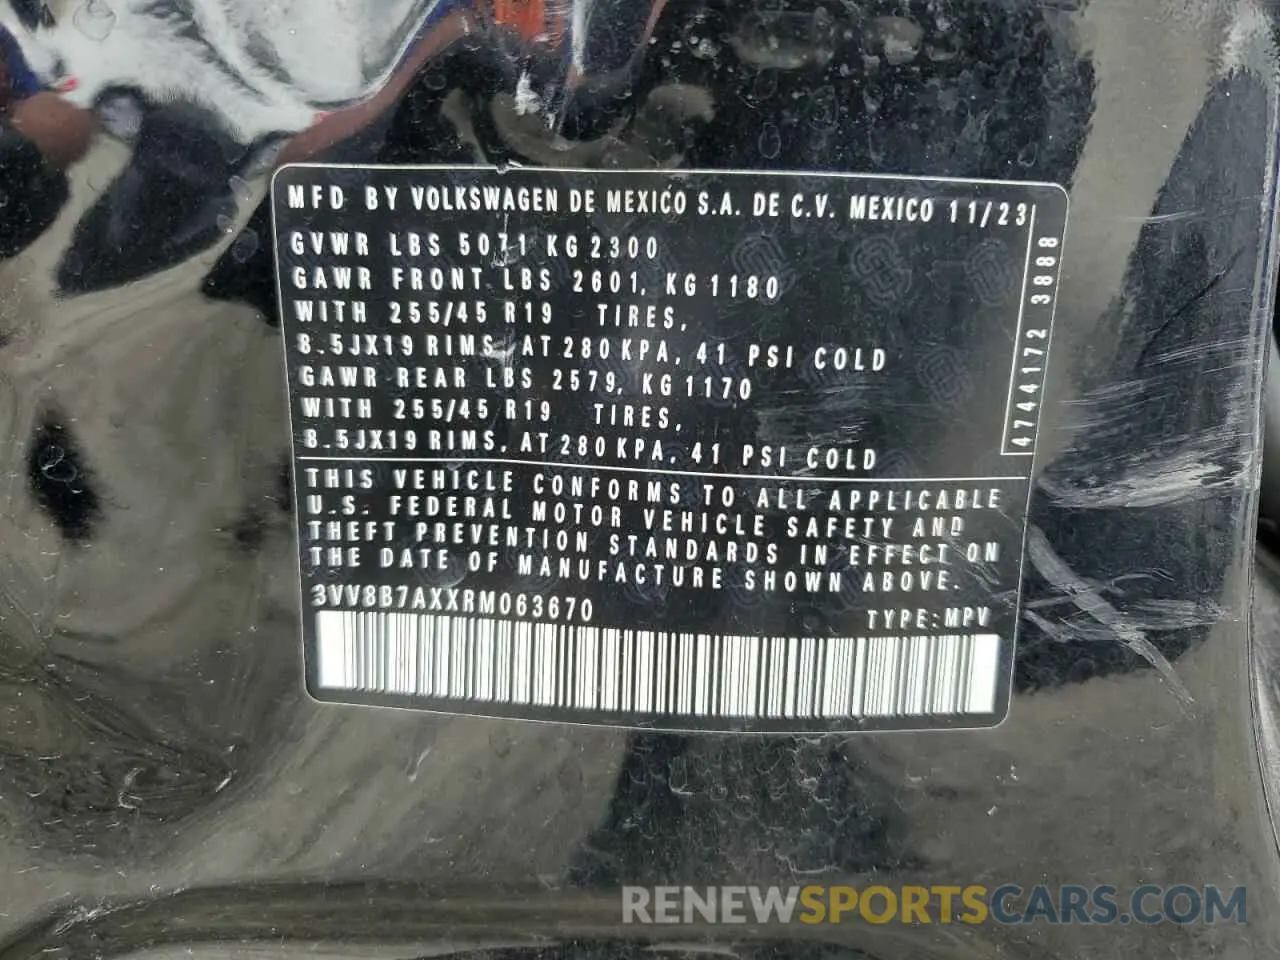 MFD BY VOLKSWAGEN DE MEXICO S.A. DE C.V. MEXICO 11/23
GVWR LBS 5071 KG 2300
GAWR FRONT LBS 2601, KG 1180
WITH 255/45 R19 TIRES,
8.5JX19 RIMS, AT 280 KPA, 41 PSI COLD
GAWR REAR LBS 2579, KG 1170
WITH 255/45 R19 TIRES,
8.5JX19 RIMS, AT 280 KPA, 41 PSI COLD
4744172 3888
THIS VEHICLE CONFORMS TO ALL APPLICABLE
U.S. FEDERAL MOTOR VEHICLE SAFETY AND
THEFT PREVENTION STANDARDS IN EFFECT ON
THE DATE OF MANUFACTURE SHOWN ABOVE.
3VV8B7AXXRM063670 TYPE:MPV
RENEWSPORTSCARS.COM